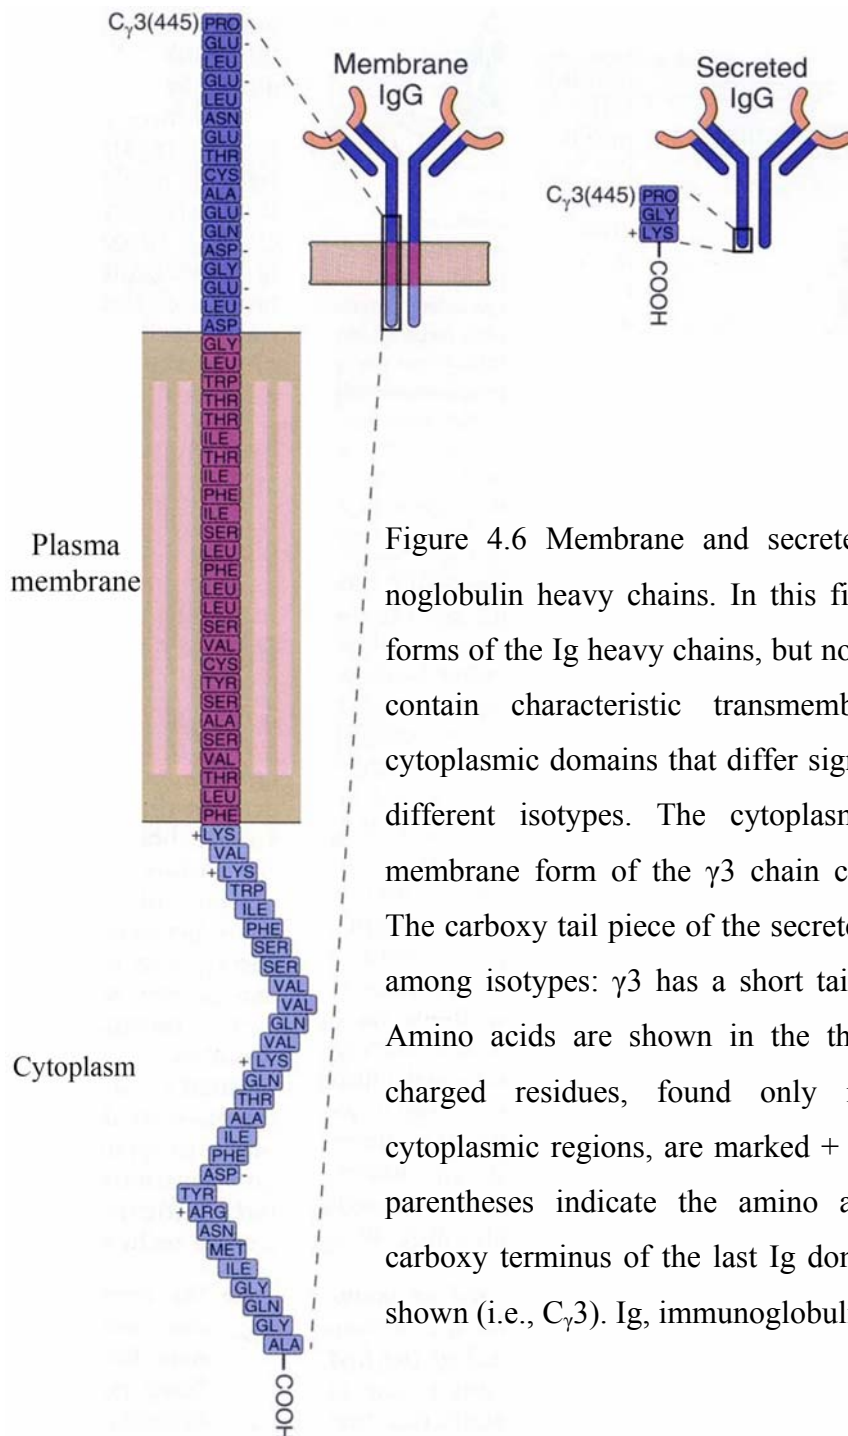 Cγ3(445) PRO
GLU -
LEU
GLU -
LEU
ASN
GLU
THR
CYS
ALA
GLU -
GLN
ASP -
GLY
GLU -
LEU -
ASP
GLY
LEU
TRP
THR
THR
ILE
THR
ILE
PHE
ILE
SER
LEU
PHE
LEU
LEU
SER
VAL
CYS
TYR
SER
ALA
SER
VAL
THR
LEU
PHE
+ LYS
VAL
+ LYS
TRP
ILE
PHE
SER
SER
VAL
VAL
GLN
VAL
+ LYS
GLN
THR
ALA
ILE
PHE
ASP -
TYR
+ ARG
ASN
MET
ILE
GLY
GLN
GLY
ALA
COOH
Plasma
membrane
Cytoplasm
Membrane
IgG
Secreted
IgG
Cγ3(445) PRO
GLY
+ LYS
COOH
Figure 4.6 Membrane and secrete
noglobulin heavy chains. In this fi
forms of the Ig heavy chains, but no
contain characteristic transmemb
cytoplasmic domains that differ sign
different isotypes. The cytoplasm
membrane form of the γ3 chain c
The carboxy tail piece of the secrete
among isotypes: γ3 has a short tai
Amino acids are shown in the th
charged residues, found only
cytoplasmic regions, are marked +
parentheses indicate the amino a
carboxy terminus of the last Ig dor
shown (i.e., Cγ3). Ig, immunoglobuli